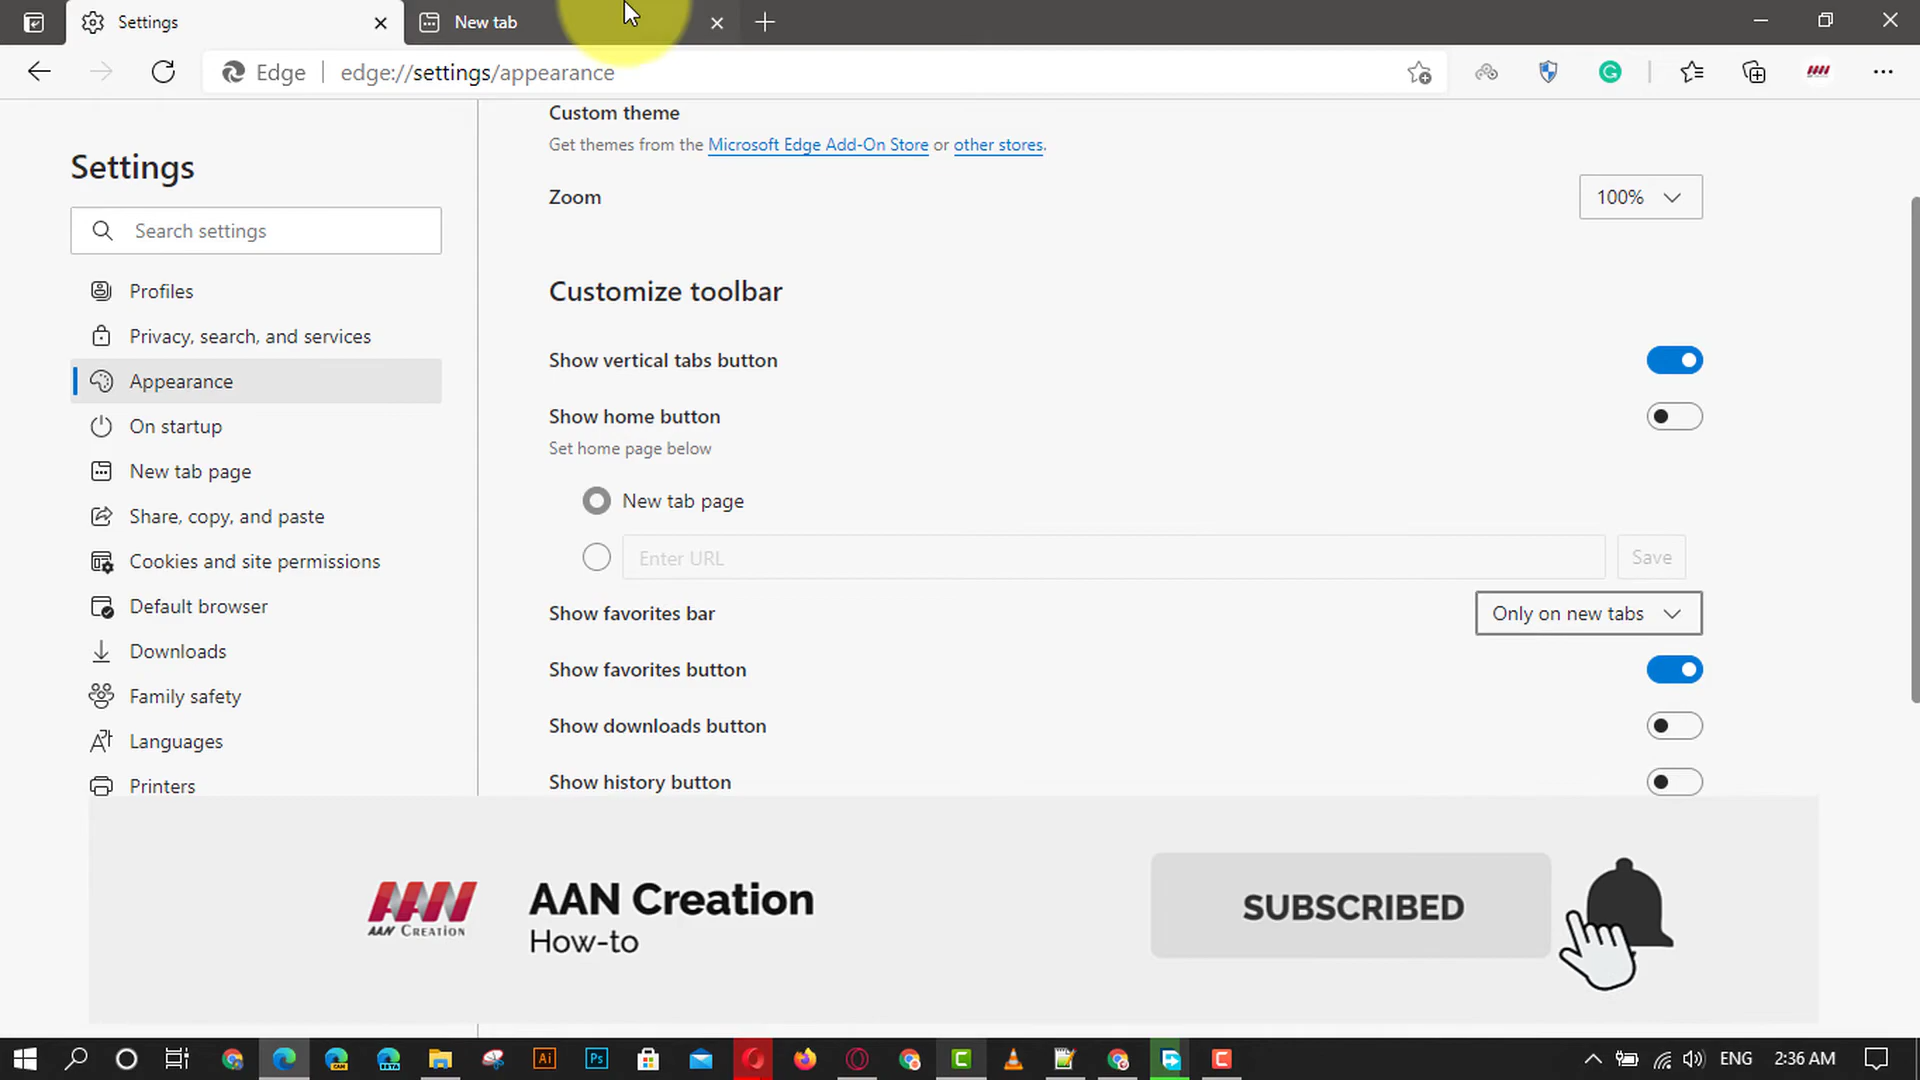 Settings
New tab
Edge
edge://settings/appearance
Custom theme
Get themes from the Microsoft Edge Add-On Store or other stores.
Settings
Zoom
100%
Search settings
Customize toolbar
Profiles
Privacy, search, and services
Show vertical tabs button
Appearance
Show home button
On startup
Set home page below
New tab page
New tab page
Share, copy, and paste
Enter URL
Save
Cookies and site permissions
Default browser
Show favorites bar
Only on new tabs
Downloads
Show favorites button
Family safety
Show downloads button
Languages
Show history button
Printers
AAN CREATION
AAN Creation
How-to
SUBSCRIBED
CAN
BETA
Ai
Ps
ENG
2:36 AM